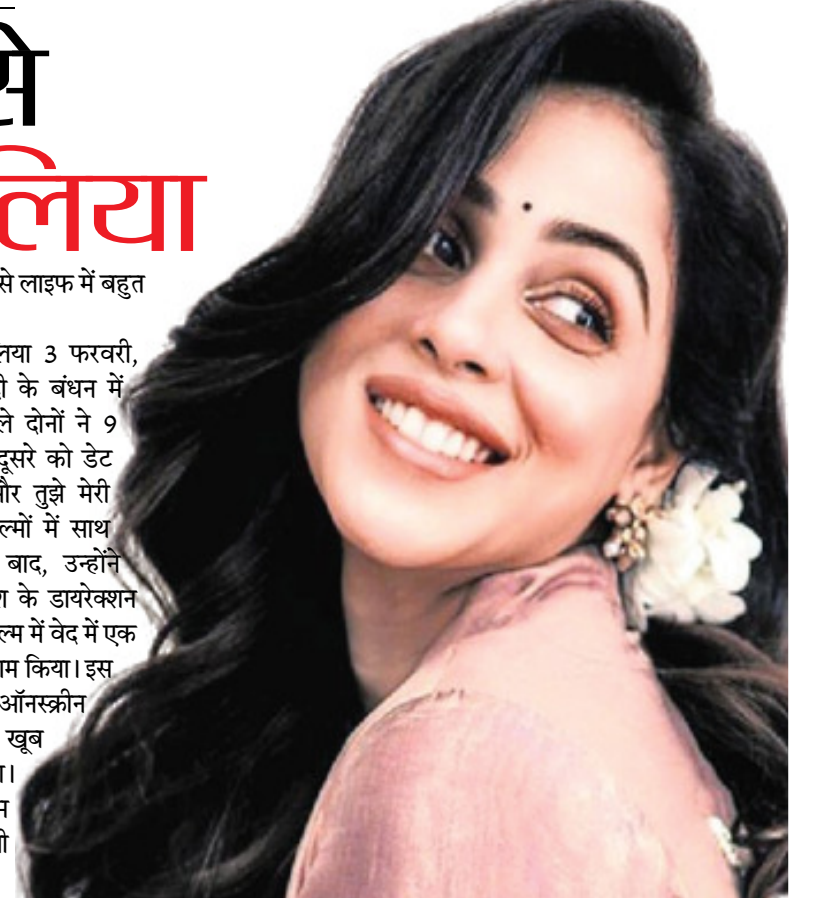 से
लिया
से लाइफ में बहुत
लया 3 फरवरी,
के बंधन में
ले दोनों ने 9
दूसरे को डेट
और तुझे मेरी
ल्मों में साथ
बाद, उन्होंने
के डायरेक्शन
ल्म में वेद में एक
ाम किया। इस
ऑनस्क्रीन
खूब
ा।